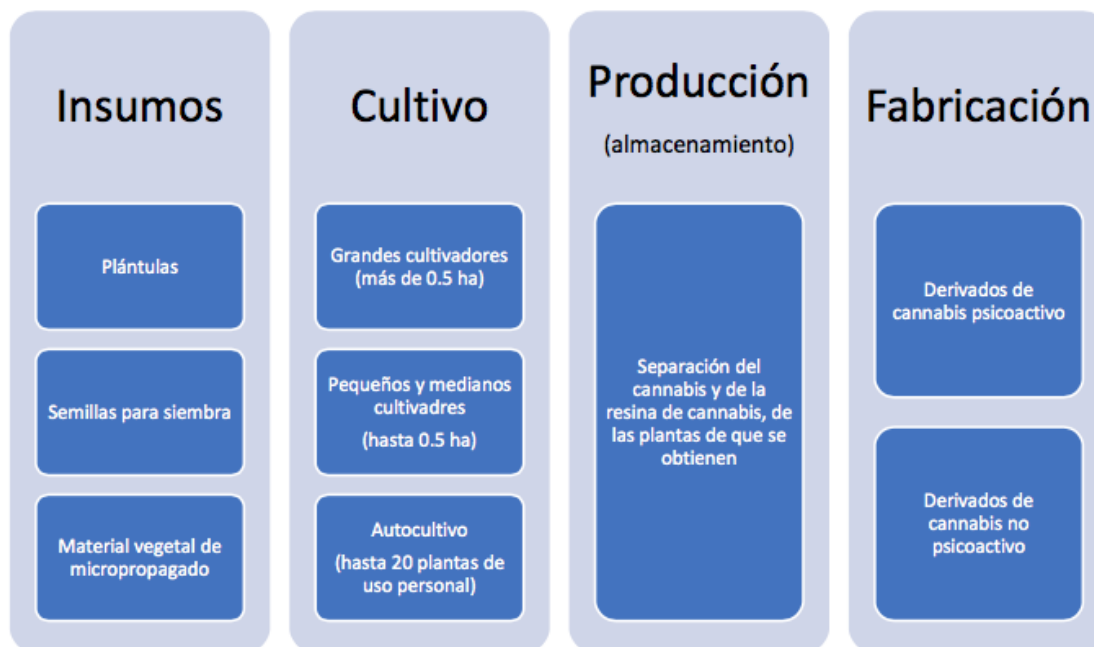 Insumos
Plántulas
Semillas para siembra
Material vegetal de
micropropagado
Cultivo
Grandes cultivadores
(más de 0.5 ha)
Pequeños y medianos
cultivadres
(hasta 0.5 ha)
Autocultivo
(hasta 20 plantas de
uso personal)
Producción
(almacenamiento)
Separación del
cannabis y de la
resina de cannabis, de
las plantas de que se
obtienen
Fabricación
Derivados de
cannabis psicoactivo
Derivados de
cannabis no
psicoactivo